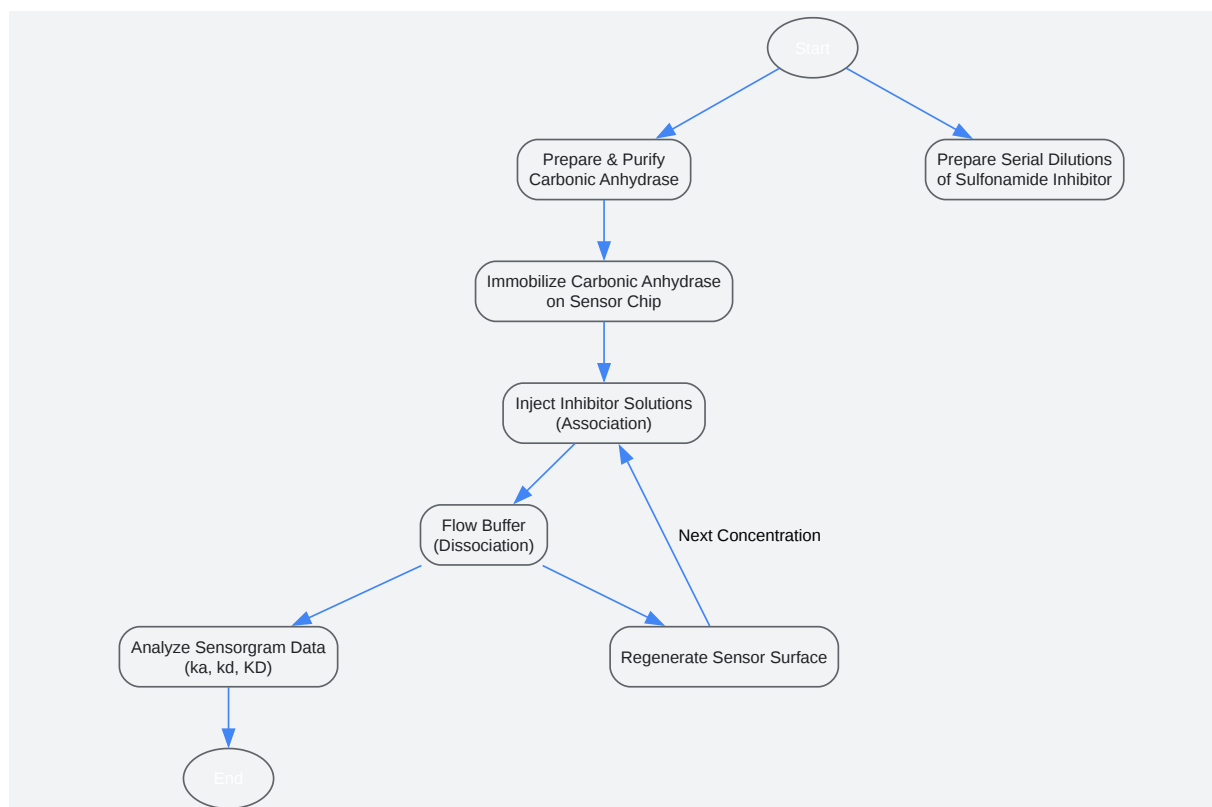 Start
Prepare & Purify
Carbonic Anhydrase
Prepare Serial Dilutions
of Sulfonamide Inhibitor
Immobilize Carbonic Anhydrase
on Sensor Chip
Inject Inhibitor Solutions
(Association)
Flow Buffer
(Dissociation)
Next Concentration
Analyze Sensorgram Data
(ka, kd, KD)
Regenerate Sensor Surface
End